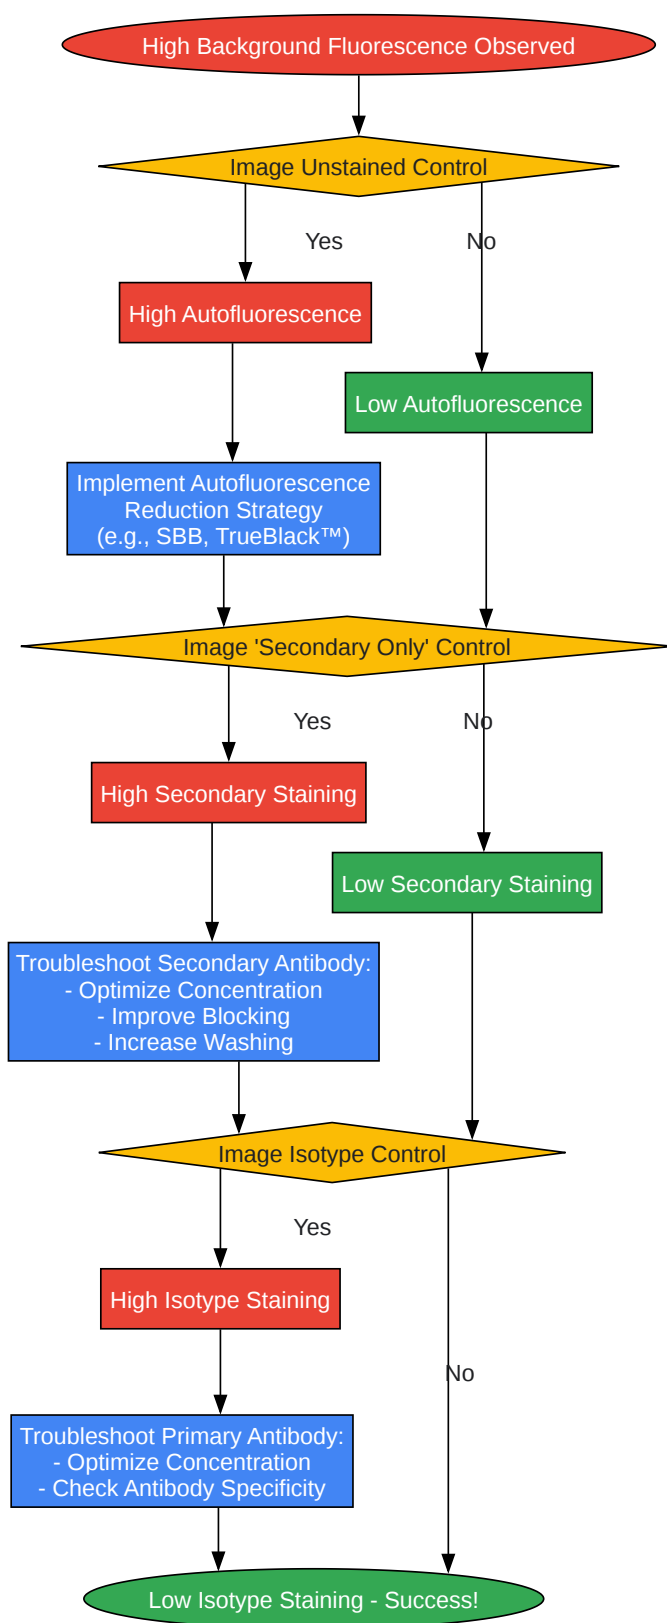 High Background Fluorescence Observed
Image Unstained Control
Yes
No
High Autofluorescence
Low Autofluorescence
Implement Autofluorescence
Reduction Strategy
(e.g., SBB, TrueBlack™)
Image 'Secondary Only' Control
Yes
No
High Secondary Staining
Low Secondary Staining
Troubleshoot Secondary Antibody:
- Optimize Concentration
- Improve Blocking
- Increase Washing
Image Isotype Control
Yes
High Isotype Staining
No
Troubleshoot Primary Antibody:
- Optimize Concentration
- Check Antibody Specificity
Low Isotype Staining - Success!